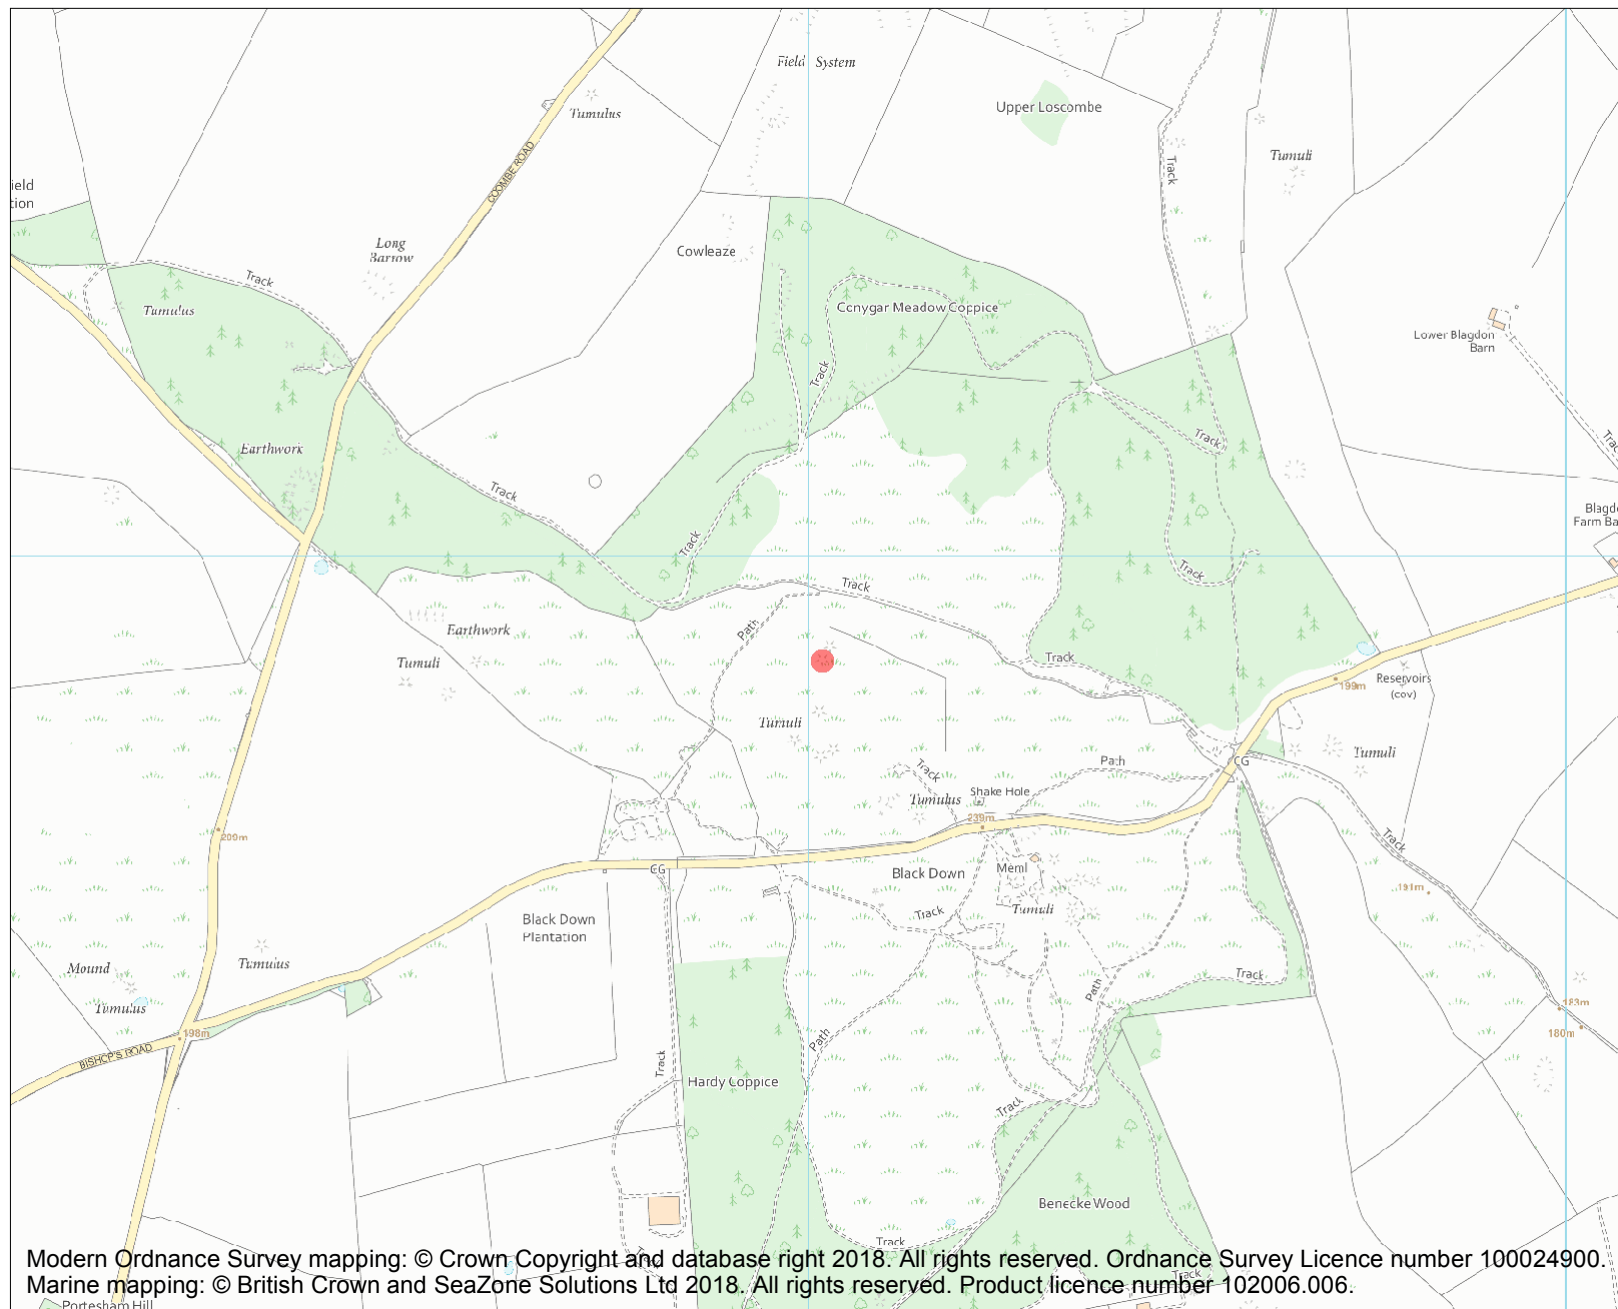 Field System
Upper Loscombe
Tumulus
COOMBE ROAD
Track
Tumuli
ield
tion
Long
Barrow
Cowleaze
Track
Tumulus
Conygar Meadow Coppice
Lower Blagdon
Barn
Track
Track
Trac
Earthwork
Track
Blagd
Farm Ba
Track
Track
Track
Path
Earthwork
Tumuli
Track
Reservoirs
(cov)
199m
Tumuli
Tumuli
CG
Path
Track
Shake Hole
Tumulus
239m
209m
Track
CG
Black Down
Meml
191m
Tumuli
Track
Black Down
Plantation
Tumulus
Mound
Track
Path
Tumulus
183m
180m
198m
BISHOP'S ROAD
Path
Track
Hardy Coppice
Track
Benecke Wood
Track
Track
Track
Modern Ordnance Survey mapping: © Crown Copyright and database right 2018. All rights reserved. Ordnance Survey Licence number 100024900.
Marine mapping: © British Crown and SeaZone Solutions Ltd 2018. All rights reserved. Product licence number 102006.006.
Portesham Hill